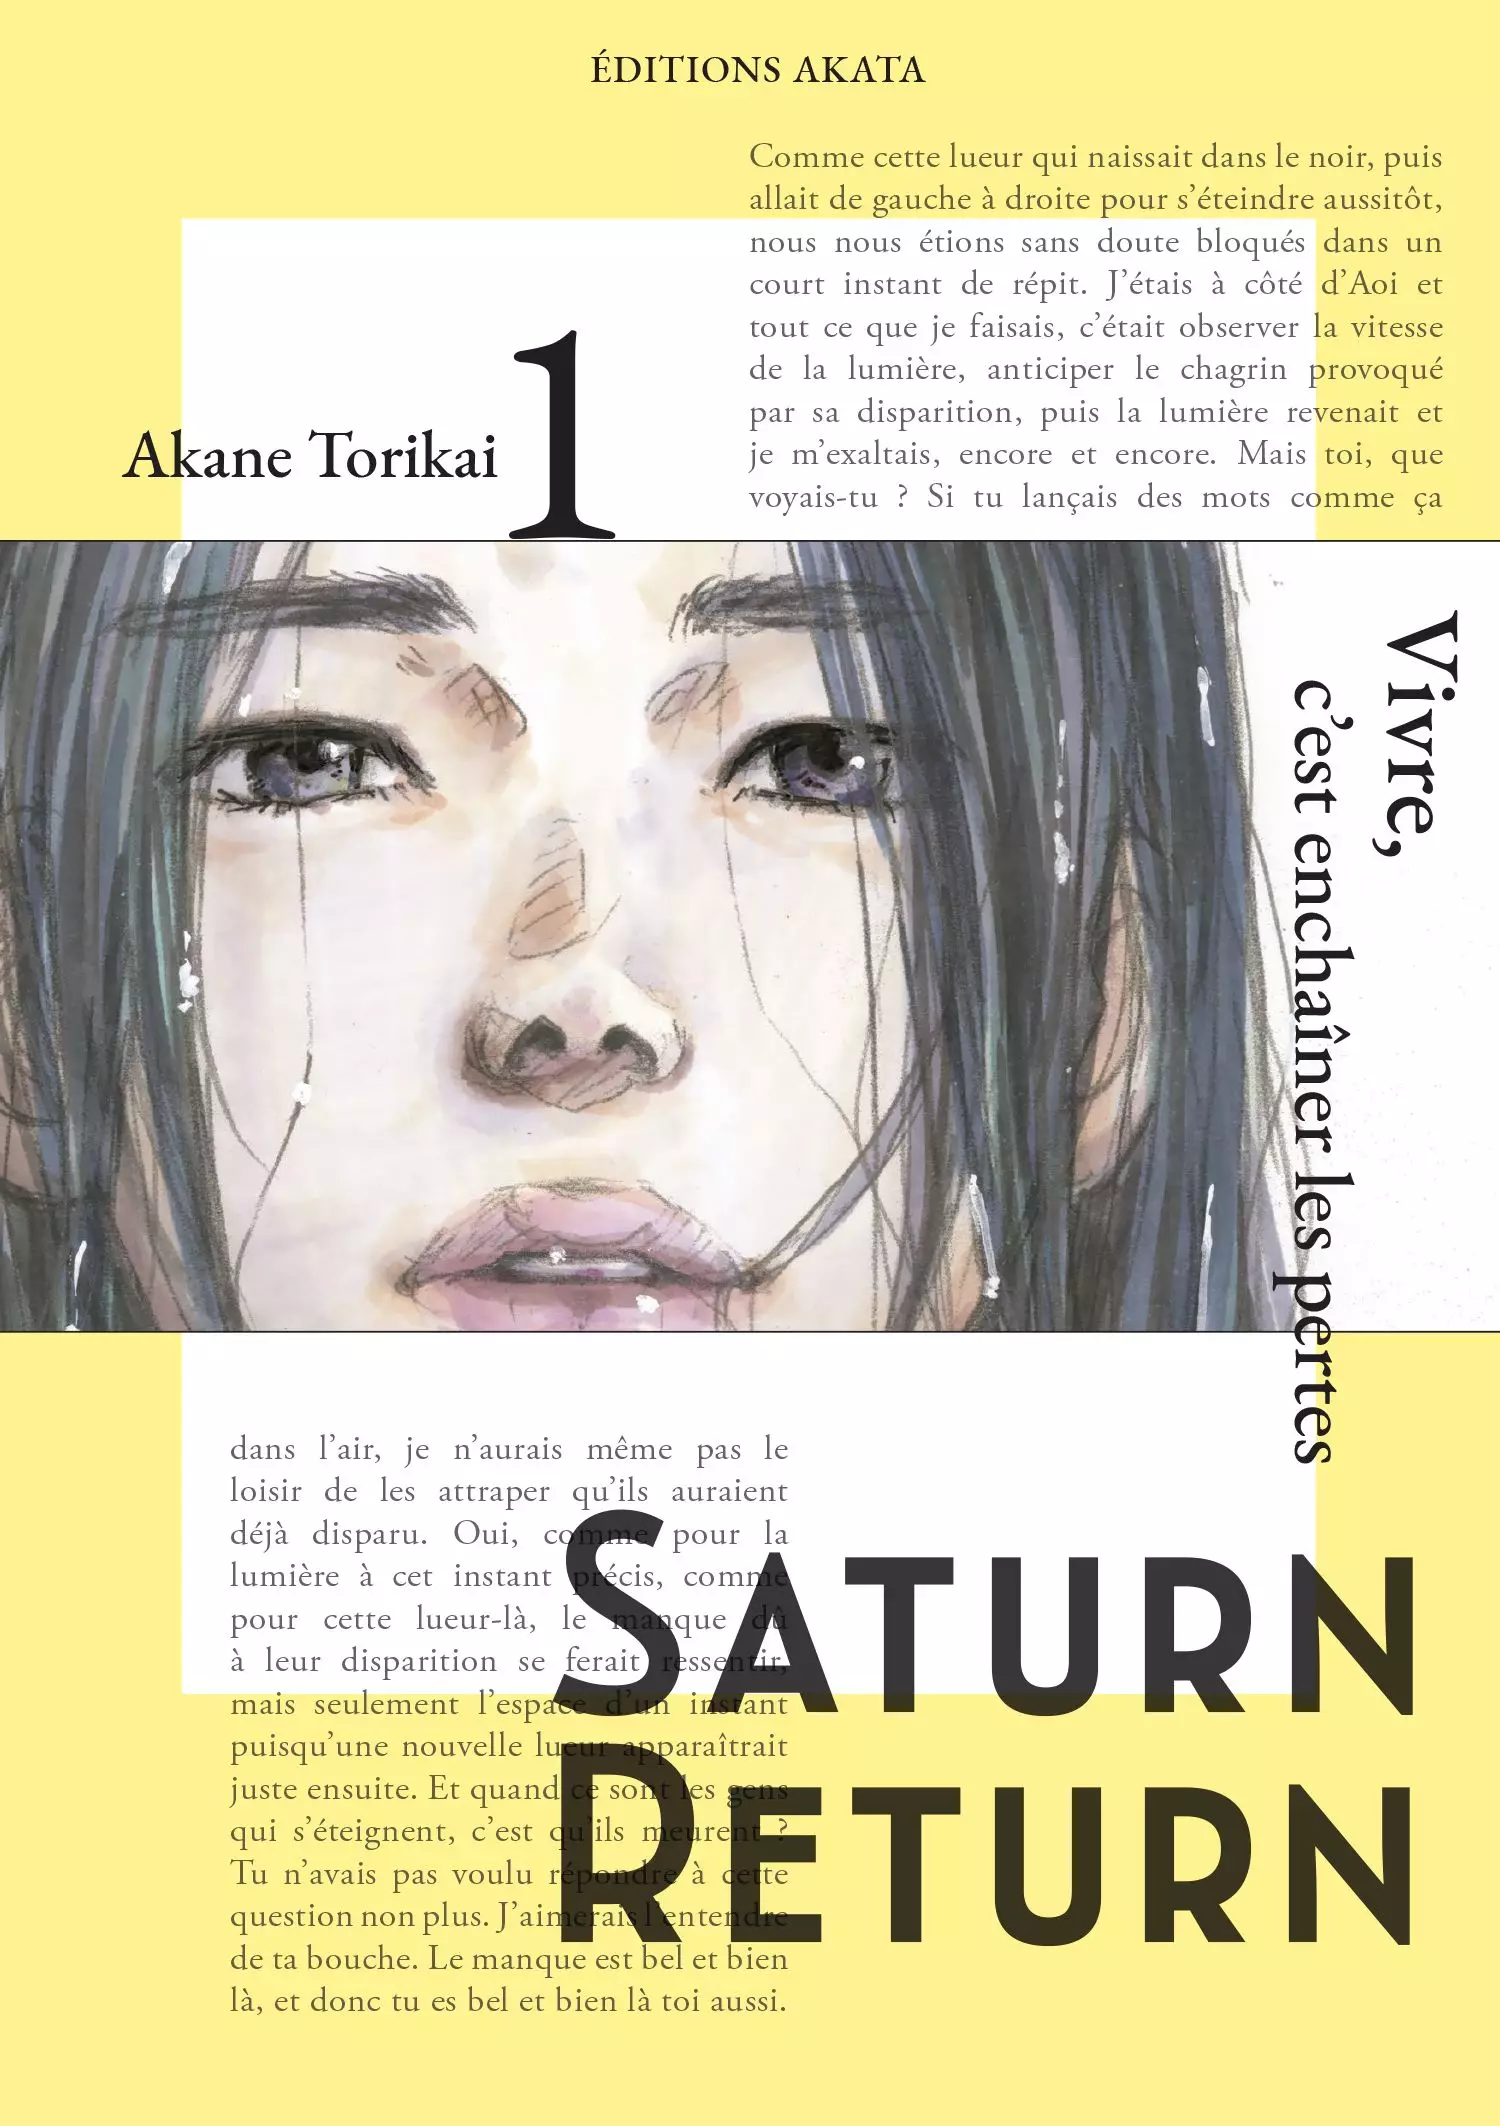 ÉDITIONS AKATA
Comme cette lueur qui naissait dans le noir, puis
allait de gauche à droite pour s’éteindre aussitôt,
nous nous étions sans doute bloqués dans un
court instant de répit. J’étais à côté d’Aoi et
tout ce que je faisais, c’était observer la vitesse
de la lumière, anticiper le chagrin provoqué
par sa disparition, puis la lumière revenait et
je m’exaltais, encore et encore. Mais toi, que
voyais-tu ? Si tu lançais des mots comme ça
Akane Torikai
1
Vivre,
c’est enchaîner les pertes
dans l’air, je n’aurais même pas le
loisir de les attraper qu’ils auraient
déjà disparu. Oui, comme pour la
lumière à cet instant précis, comme
pour cette lueur-là, le manque dû
à leur disparition se ferait ressentir,
mais seulement l’espace d’un instant
puisqu’une nouvelle lueur apparaîtrait
juste ensuite. Et quand ce sont les gens
qui s’éteignent, c’est qu’ils meurent ?
Tu n’avais pas voulu répondre à cette
question non plus. J’aimerais l’entendre
de ta bouche. Le manque est bel et bien
là, et donc tu es bel et bien là toi aussi.
SATURN
RETURN